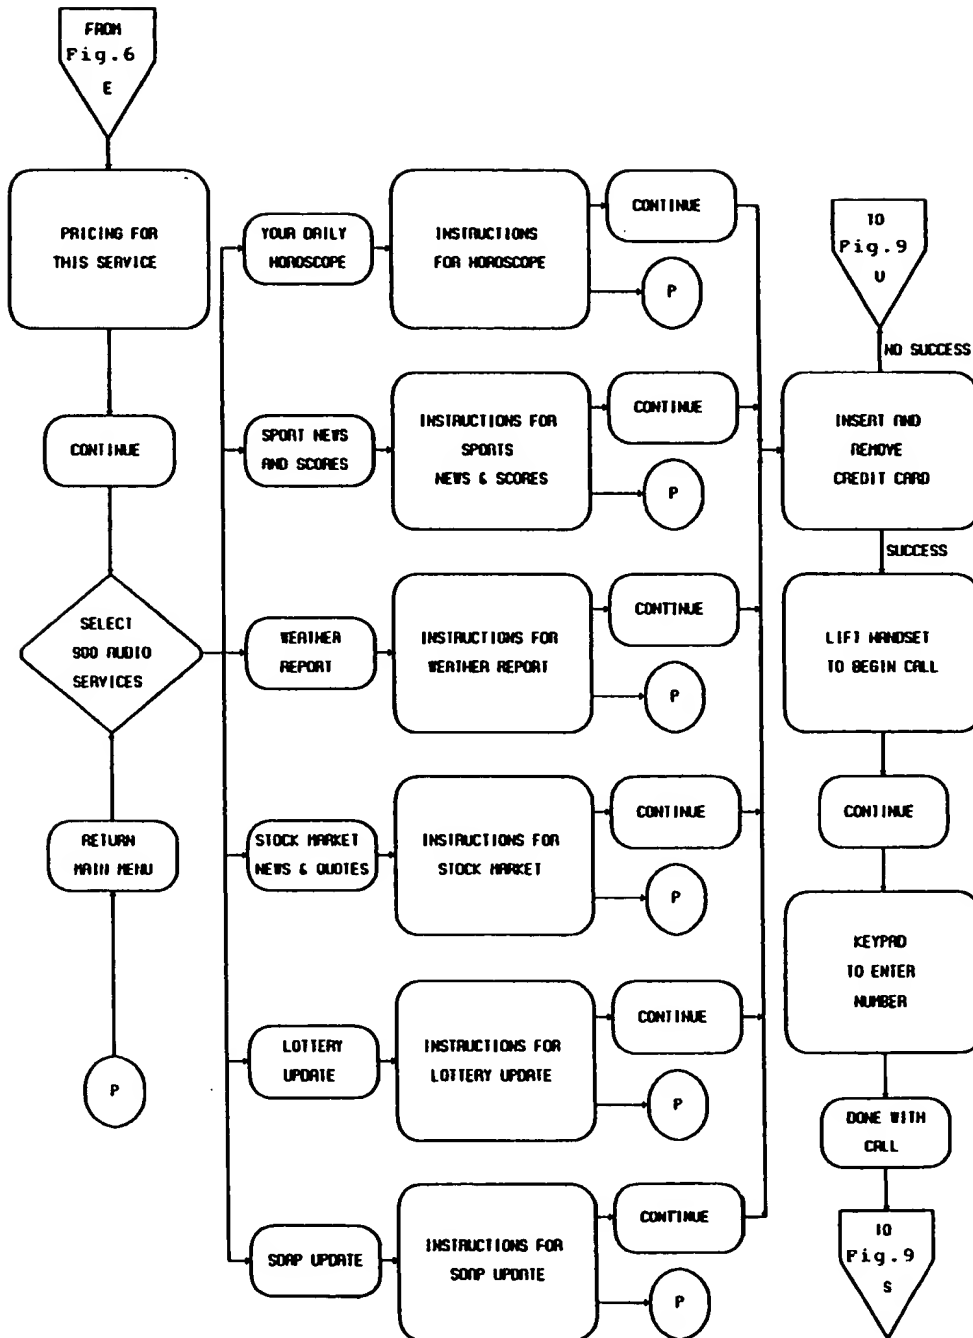 FROM
Fig.6
E
PRICING FOR
THIS SERVICE
CONTINUE
SELECT
900 AUDIO
SERVICES
RETURN
MAIN MENU
P
YOUR DAILY
HOROSCOPE
INSTRUCTIONS
FOR HOROSCOPE
CONTINUE
P
SPORT NEWS
AND SCORES
INSTRUCTIONS FOR
SPORTS
NEWS & SCORES
CONTINUE
P
WEATHER
REPORT
INSTRUCTIONS FOR
WEATHER REPORT
CONTINUE
P
STOCK MARKET
NEWS & QUOTES
INSTRUCTIONS FOR
STOCK MARKET
CONTINUE
P
LOTTERY
UPDATE
INSTRUCTIONS FOR
LOTTERY UPDATE
CONTINUE
P
SOAP UPDATE
INSTRUCTIONS FOR
SOAP UPDATE
CONTINUE
P
TO
Fig.9
U
NO SUCCESS
INSERT AND
REMOVE
CREDIT CARD
SUCCESS
LIFT HANDSET
TO BEGIN CALL
CONTINUE
KEYPAD
TO ENTER
NUMBER
DONE WITH
CALL
TO
Fig.9
S